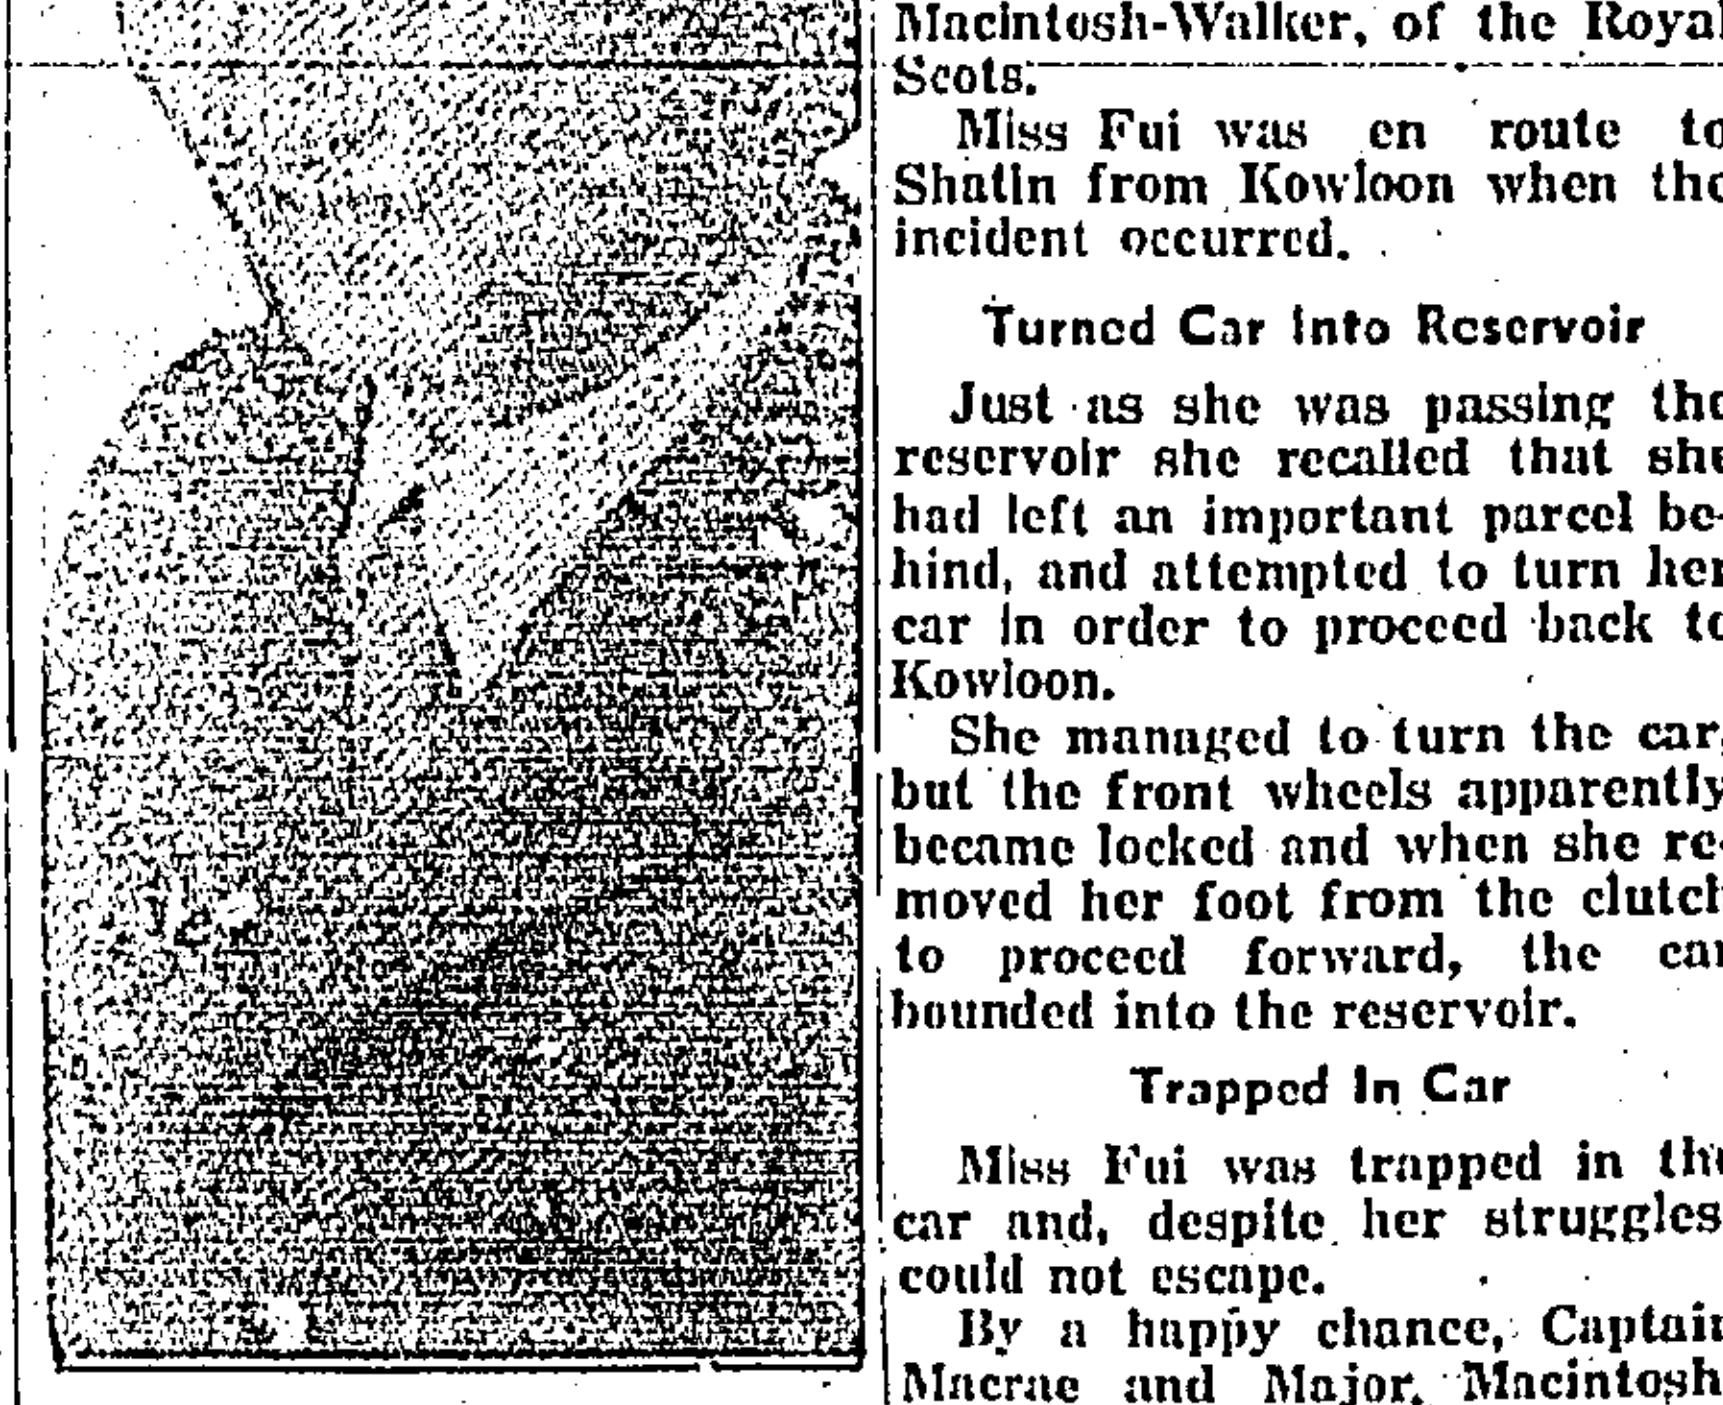 Macintosh-Walker, of the Royal
Scots.
Miss Fui was en route to
Shatin from Kowloon when the
incident occurred.
Turned Car Into Reservoir
Just as she was passing the
reservoir she recalled that she
had left an important parcel be-
hind, and attempted to turn her
car in order to proceed back to
Kowloon.
She managed to turn the car,
but the front wheels apparently
became locked and when she re-
moved her foot from the clutch
to proceed forward, the car
bounded into the reservoir.
Trapped In Car
Miss Fui was trapped in the
car and, despite her struggles,
could not escape.
By a happy chance, Captain
Macrae and Major Macintosh-